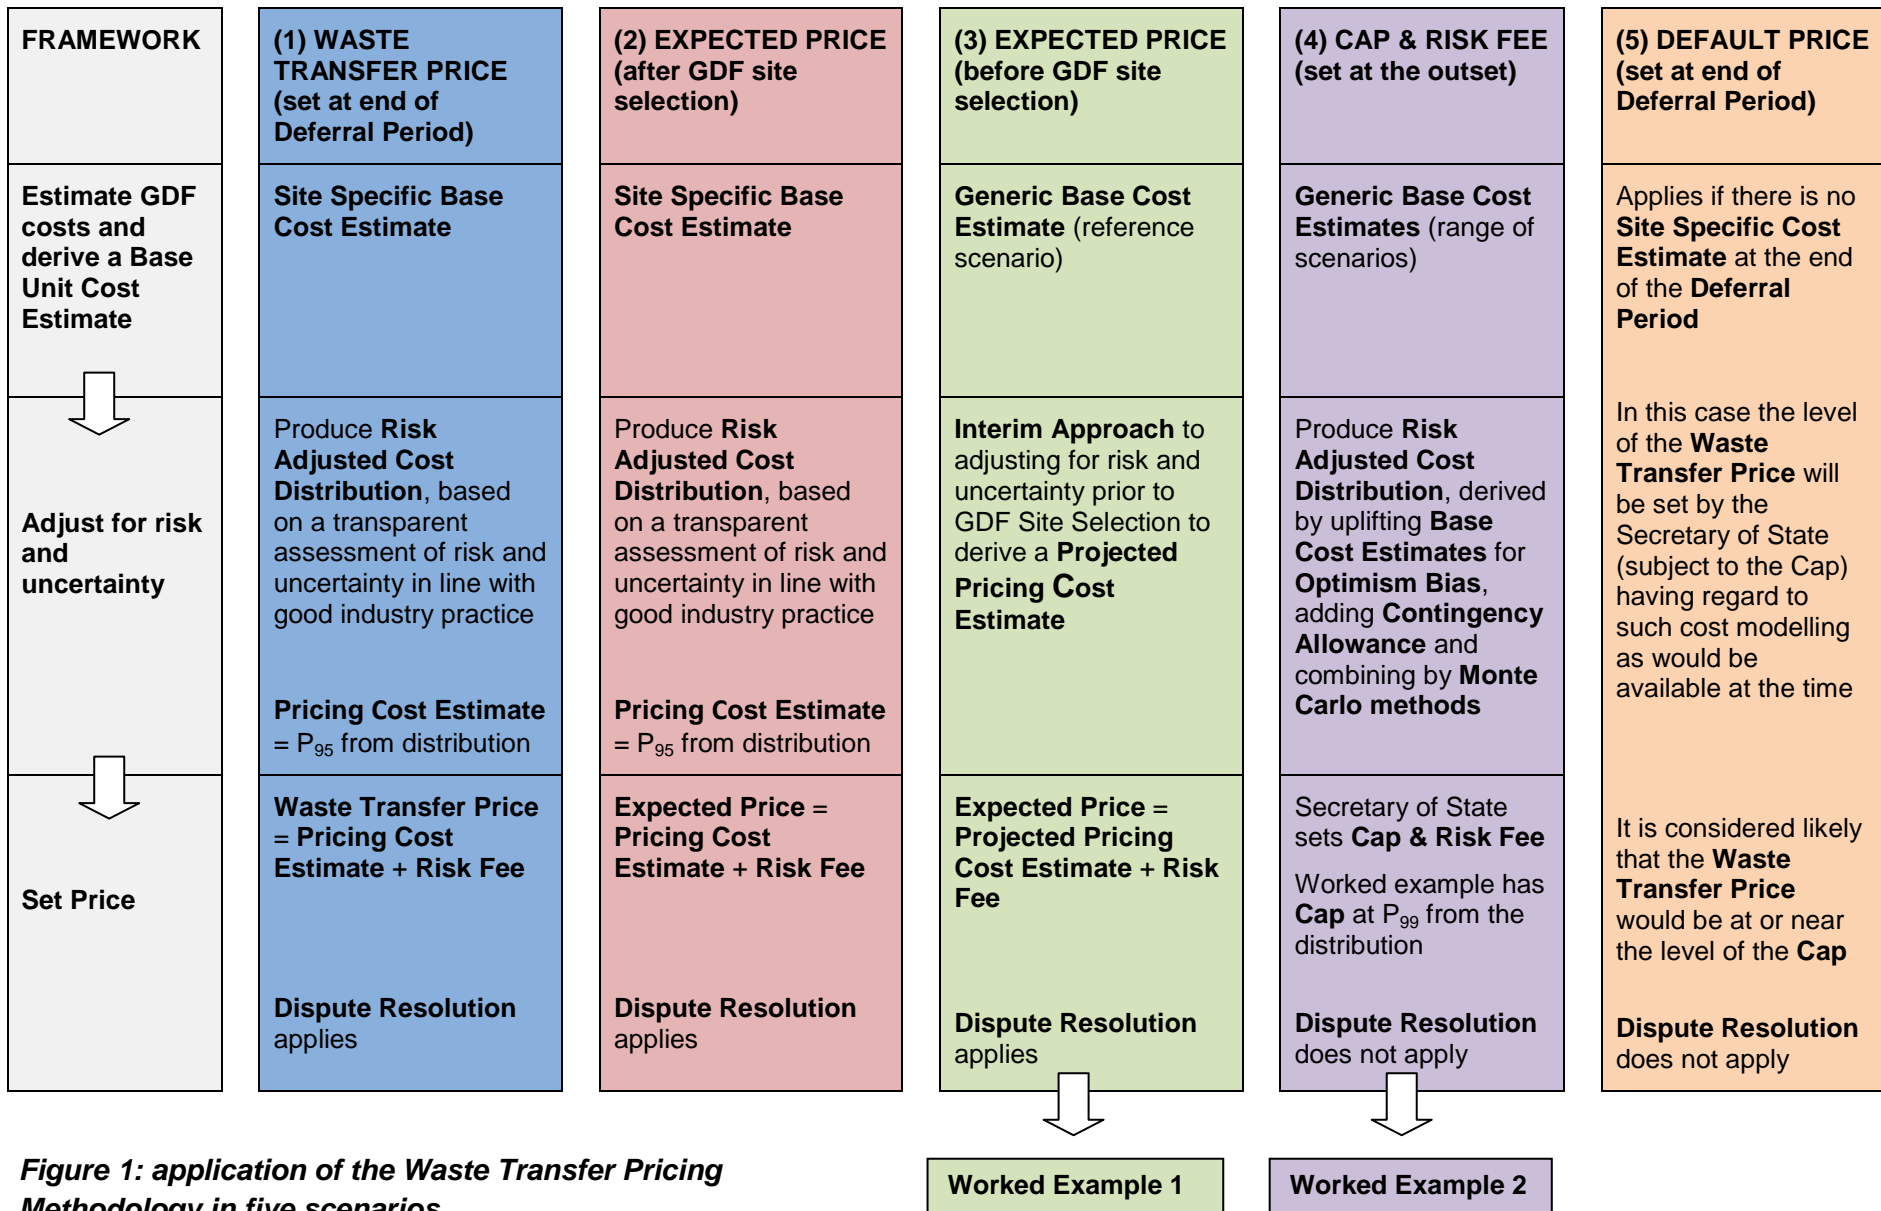 FRAMEWORK
Estimate GDF
costs and
derive a Base
Unit Cost
Estimate
Adjust for risk
and
uncertainty
Set Price
(1) WASTE
TRANSFER PRICE
(set at end of
Deferral Period)
Site Specific Base
Cost Estimate
Produce Risk
Adjusted Cost
Distribution, based
on a transparent
assessment of risk and
uncertainty in line with
good industry practice
Pricing Cost Estimate
= P95 from distribution
Waste Transfer Price
= Pricing Cost
Estimate + Risk Fee
Dispute Resolution
applies
(2) EXPECTED PRICE
(after GDF site
selection)
Site Specific Base
Cost Estimate
Produce Risk
Adjusted Cost
Distribution, based
on a transparent
assessment of risk and
uncertainty in line with
good industry practice
Pricing Cost Estimate
= P95 from distribution
Expected Price =
Pricing Cost
Estimate + Risk Fee
Dispute Resolution
applies
(3) EXPECTED PRICE
(before GDF site
selection)
Generic Base Cost
Estimate (reference
scenario)
Interim Approach to
adjusting for risk and
uncertainty prior to
GDF Site Selection to
derive a Projected
Pricing Cost
Estimate
Expected Price =
Projected Pricing
Cost Estimate + Risk
Fee
Dispute Resolution
applies
(4) CAP & RISK FEE
(set at the outset)
Generic Base Cost
Estimates (range of
scenarios)
Produce Risk
Adjusted Cost
Distribution, derived
by uplifting Base
Cost Estimates for
Optimism Bias,
adding Contingency
Allowance and
combining by Monte
Carlo methods
Secretary of State
sets Cap & Risk Fee
Worked example has
Cap at P99 from the
distribution
Dispute Resolution
does not apply
(5) DEFAULT PRICE
(set at end of
Deferral Period)
Applies if there is no
Site Specific Cost
Estimate at the end
of the Deferral
Period
In this case the level
of the Waste
Transfer Price will
be set by the
Secretary of State
(subject to the Cap)
having regard to
such cost modelling
as would be
available at the time
It is considered likely
that the Waste
Transfer Price
would be at or near
the level of the Cap
Dispute Resolution
does not apply
Worked Example 1
Worked Example 2
Figure 1: application of the Waste Transfer Pricing
Methodology in five scenarios